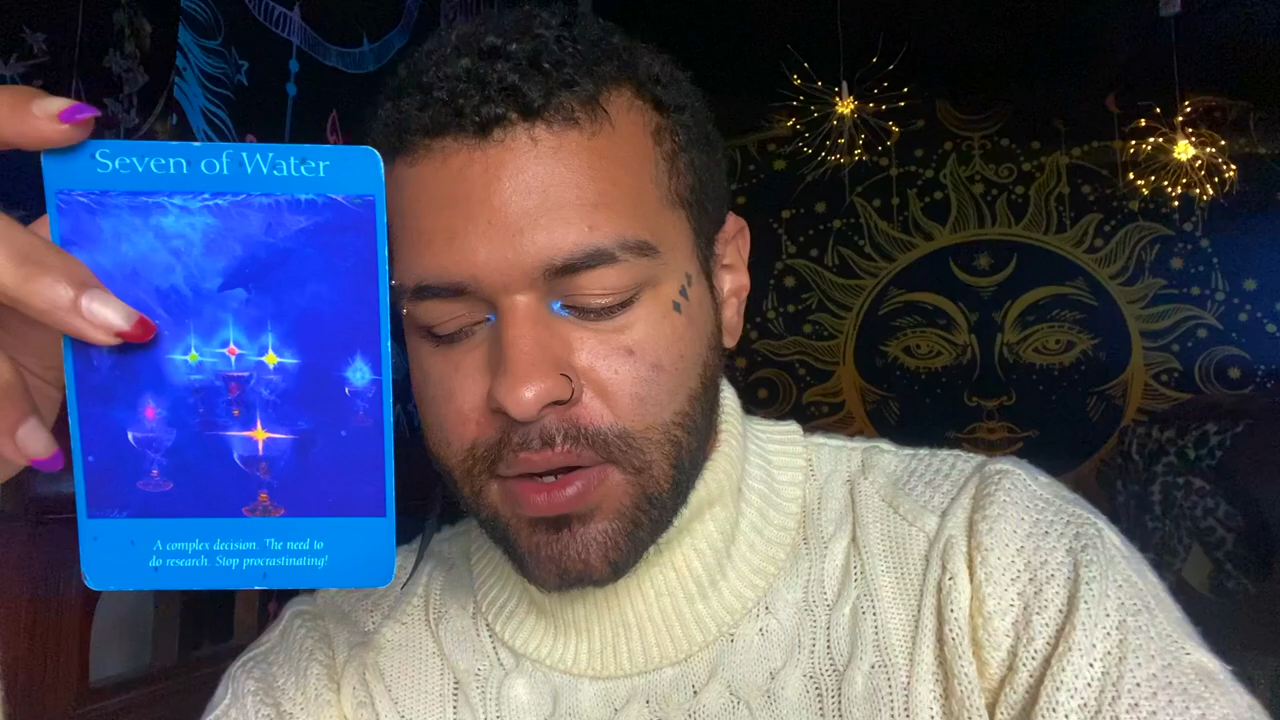 Seven of Water
A complex decision. The need to
do research. Stop procrastinating!